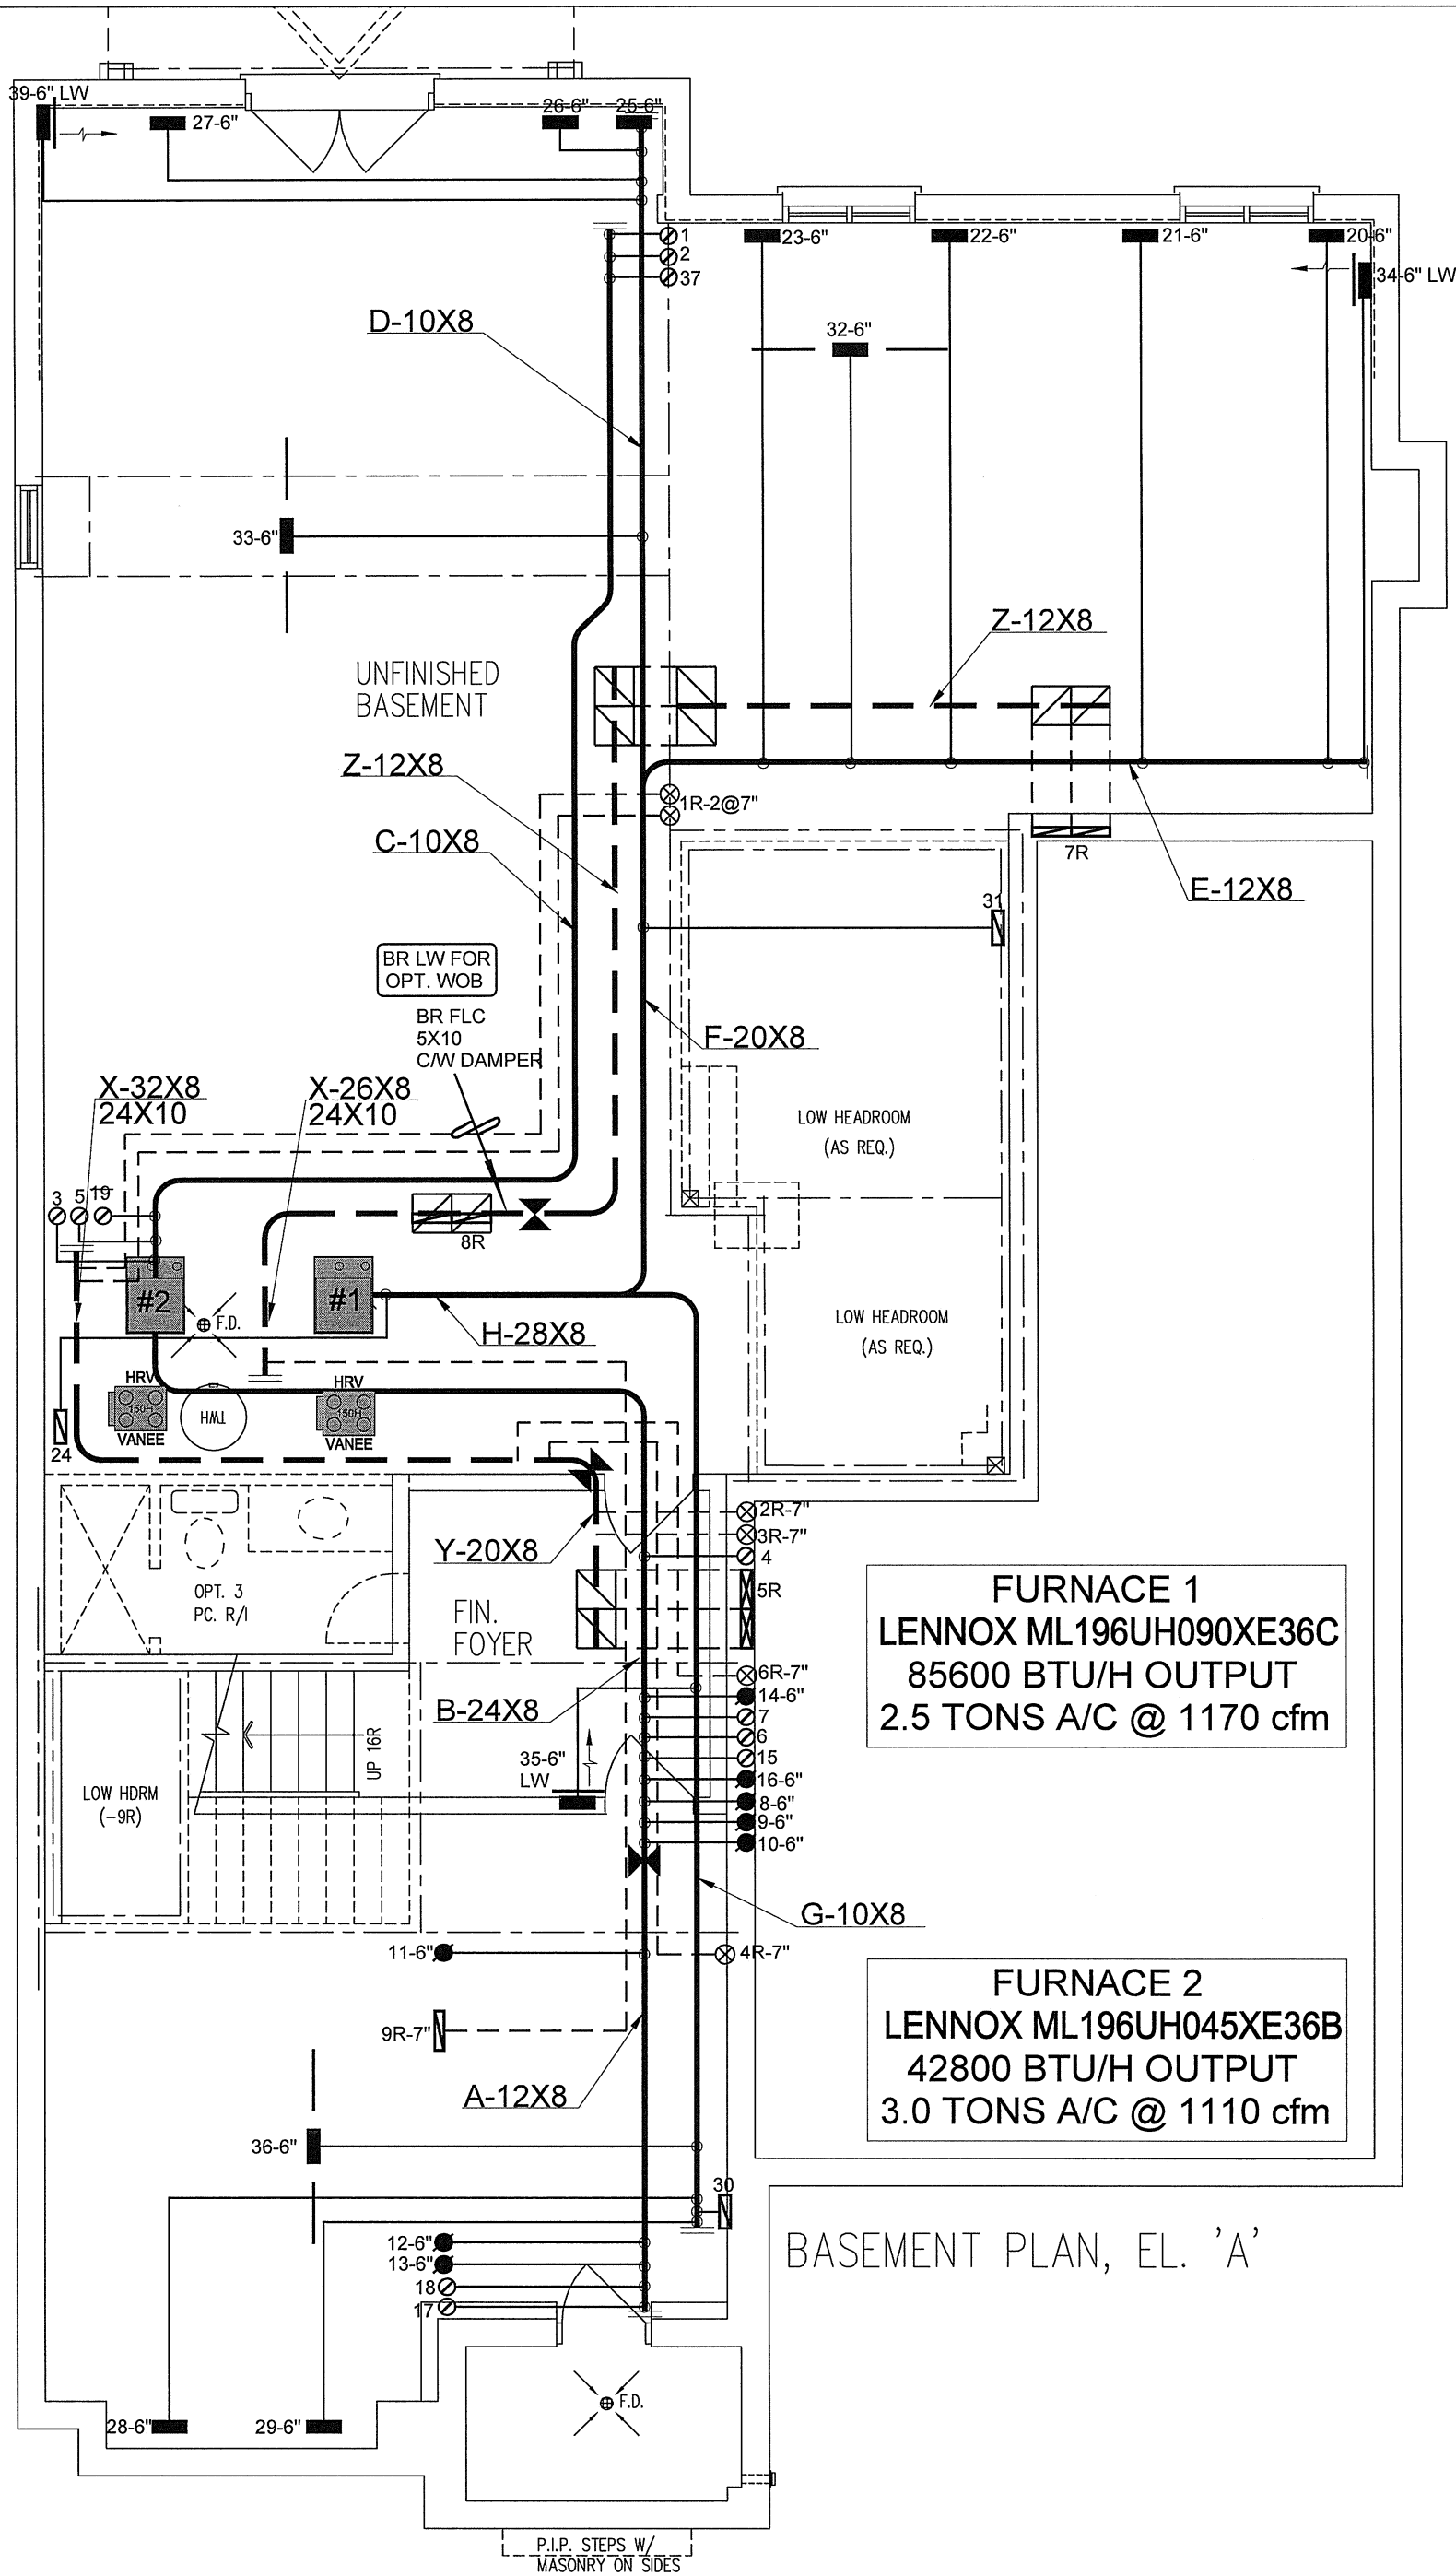 39-6" LW
27-6"
26-6"
25-6"
1
2
37
23-6"
22-6"
21-6"
20-6"
34-6" LW
D-10X8
32-6"
33-6"
Z-12X8
UNFINISHED
BASEMENT
Z-12X8
1R-2@7"
C-10X8
7R
E-12X8
31
BR LW FOR
OPT. WOB
BR FLC
5X10
C/W DAMPER
F-20X8
X-32X8
24X10
X-26X8
24X10
LOW HEADROOM
(AS REQ.)
3
5
19
8R
#2
#1
F.D.
H-28X8
LOW HEADROOM
(AS REQ.)
HRV
150H
VANEE
HWT
HRV
150H
VANEE
24
2R-7"
3R-7"
4
Y-20X8
OPT. 3
PC. R/I
5R
FIN.
FOYER
FURNACE 1
LENNOX ML196UH090XE36C
85600 BTU/H OUTPUT
2.5 TONS A/C @ 1170 cfm
6R-7"
14-6"
7
6
15
16-6"
8-6"
9-6"
10-6"
B-24X8
UP 16R
35-6"
LW
LOW HDRM
(-9R)
G-10X8
11-6"
4R-7"
9R-7"
FURNACE 2
LENNOX ML196UH045XE36B
42800 BTU/H OUTPUT
3.0 TONS A/C @ 1110 cfm
A-12X8
36-6"
30
12-6"
13-6"
18
17
BASEMENT PLAN, EL. 'A'
28-6"
29-6"
F.D.
P.I.P. STEPS W/
MASONRY ON SIDES